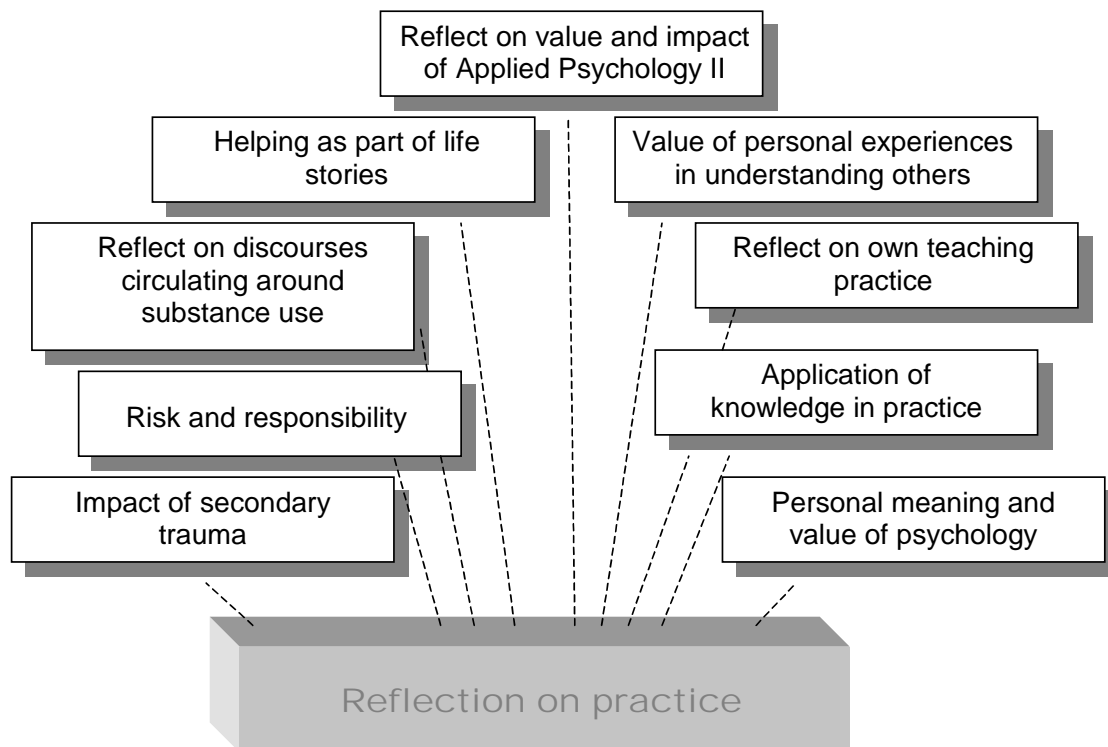 Reflect on value and impact
of Applied Psychology II
Helping as part of life
stories
Value of personal experiences
in understanding others
Reflect on discourses
circulating around
substance use
Reflect on own teaching
practice
Risk and responsibility
Application of
knowledge in practice
Impact of secondary
trauma
Personal meaning and
value of psychology
Reflection on practice